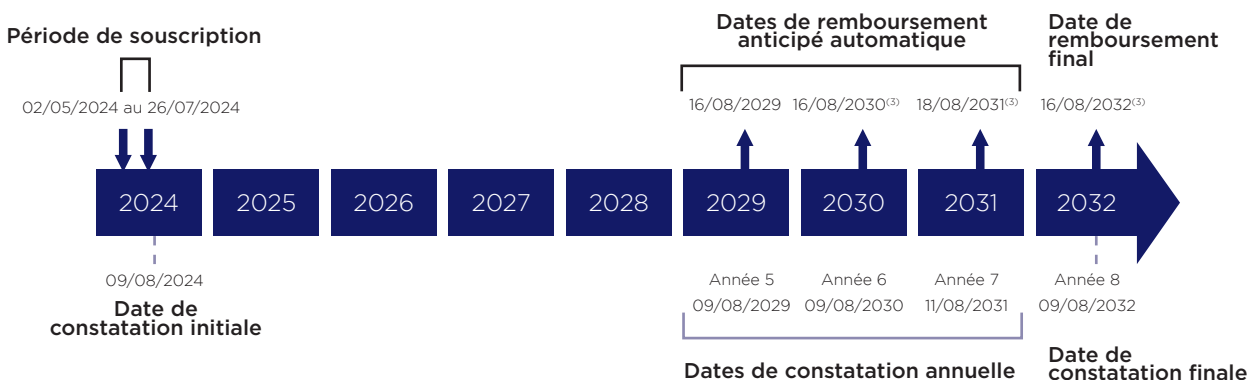 Période de souscription
02/05/2024 au 26/07/2024
Dates de remboursement
anticipé automatique
Date de
remboursement
final
16/08/2029 16/08/2030(3) 18/08/2031(3) 16/08/2032(3)
2024 2025 2026 2027 2028 2029 2030 2031 2032
09/08/2024
Date de
constatation initiale
Année 5 Année 6 Année 7 Année 8
09/08/2029 09/08/2030 11/08/2031 09/08/2032
Dates de constatation annuelle
Date de
constatation finale